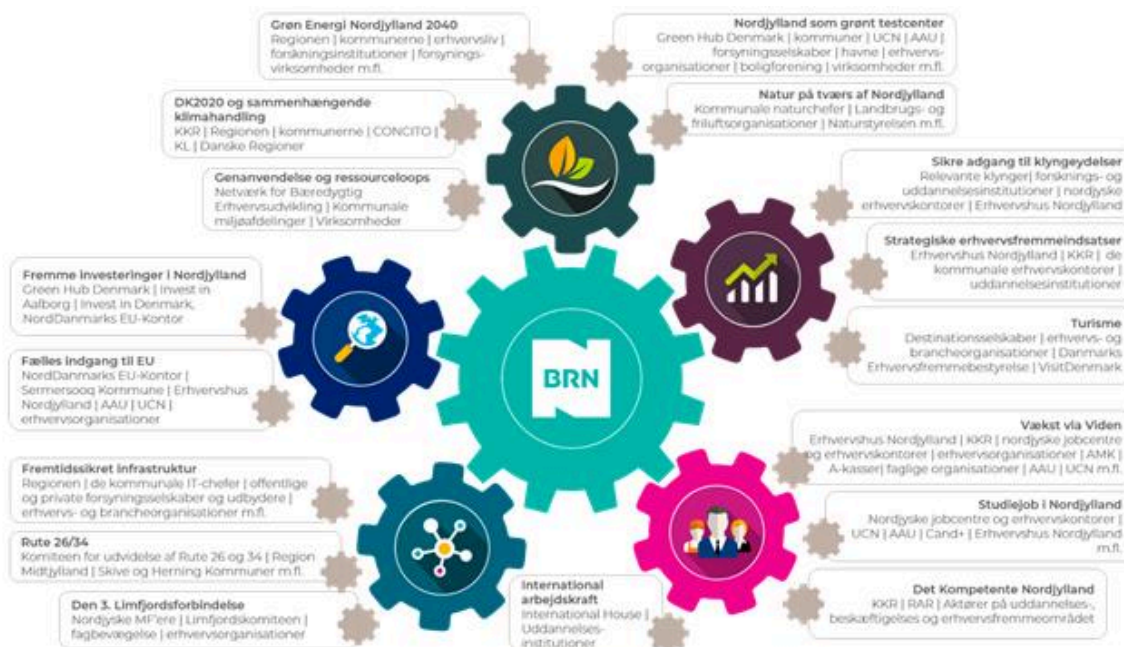 Grøn Energi Nordjylland 2040
Regionen | kommunerne | erhvervsliv |
forskningsinstitutioner | forsynings-
virksomheder m.fl.
Nordjylland som grønt testcenter
Green Hub Denmark | kommuner | UCN | AAU |
forsyningsselskaber | havne | erhvervs-
organisationer | boligforening | virksomheder m.fl.
DK2020 og sammenhængende
klimahandling
KKR | Regionen | kommunerne | CONCITO |
KL | Danske Regioner
Natur på tværs af Nordjylland
Kommunale naturchefer | Landbrugs- og
friluftsorganisationer | Naturstyrelsen m.fl.
Genanvendelse og ressourceloops
Netværk for Bæredygtig
Erhvervsudvikling | Kommunale
miljøafdelinger | Virksomheder
Sikre adgang til klyngeydelser
Relevante klynger| forsknings- og
uddannelsesinstitutioner | nordjyske
erhvervskontorer | Erhvervshus Nordjylland
Strategiske erhvervsfremmeindsatser
Erhvervshus Nordjylland | KKR | de
kommunale erhvervskontorer |
uddannelsesinstitutioner
Fremme investeringer i Nordjylland
Green Hub Denmark | Invest in
Aalborg | Invest in Denmark,
NordDanmarks EU-Kontor
Turisme
Destinationsselskaber | erhvervs- og
brancheorganisationer | Danmarks
Erhvervsfremmebestyrelse | VisitDenmark
Fælles indgang til EU
NordDanmarks EU-Kontor |
Sermersooq Kommune | Erhvervshus
Nordjylland | AAU | UCN |
erhvervsorganisationer
BRN
Vækst via Viden
Erhvervshus Nordjylland | KKR | nordjyske jobcentre
og erhvervskontorer | erhvervsorganisationer | AMK |
A-kasser| faglige organisationer | AAU | UCN m.fl.
Fremtidssikret infrastruktur
Regionen | de kommunale IT-chefer | offentlige
og private forsyningsselskaber og udbydere |
erhvervs- og brancheorganisationer m.fl.
Studiejob i Nordjylland
Nordjyske jobcentre og erhvervskontorer |
UCN | AAU | Cand+ | Erhvervshus Nordjylland
m.fl.
Rute 26/34
Komiteen for udvidelse af Rute 26 og 34 | Region
Midtjylland | Skive og Herning Kommuner m.fl.
Den 3. Limfjordsforbindelse
Nordjyske MF'ere | Limfjordskomiteen |
fagbevægelse | erhvervsorganisationer
International
arbejdskraft
International House |
Uddannelses-
institutioner
Det Kompetente Nordjylland
KKR | RAR | Aktører på uddannelses-,
beskæftigelses og erhvervsfremmeområdet